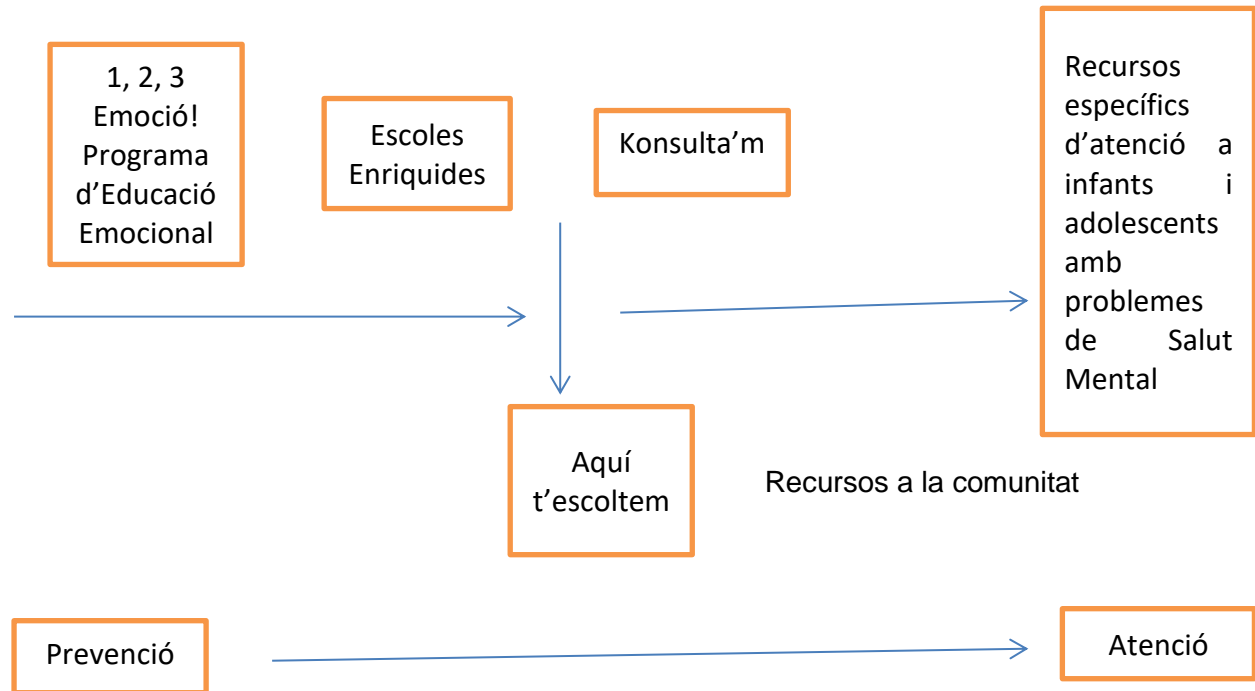 1, 2, 3
Emoció!
Programa
d’Educació
Emocional
Escoles
Enriquides
Konsulta’m
Recursos
específics
d’atenció a
infants i
adolescents
amb
problemes
de Salut
Mental
Aquí
t’escoltem
Recursos a la comunitat
Prevenció
Atenció